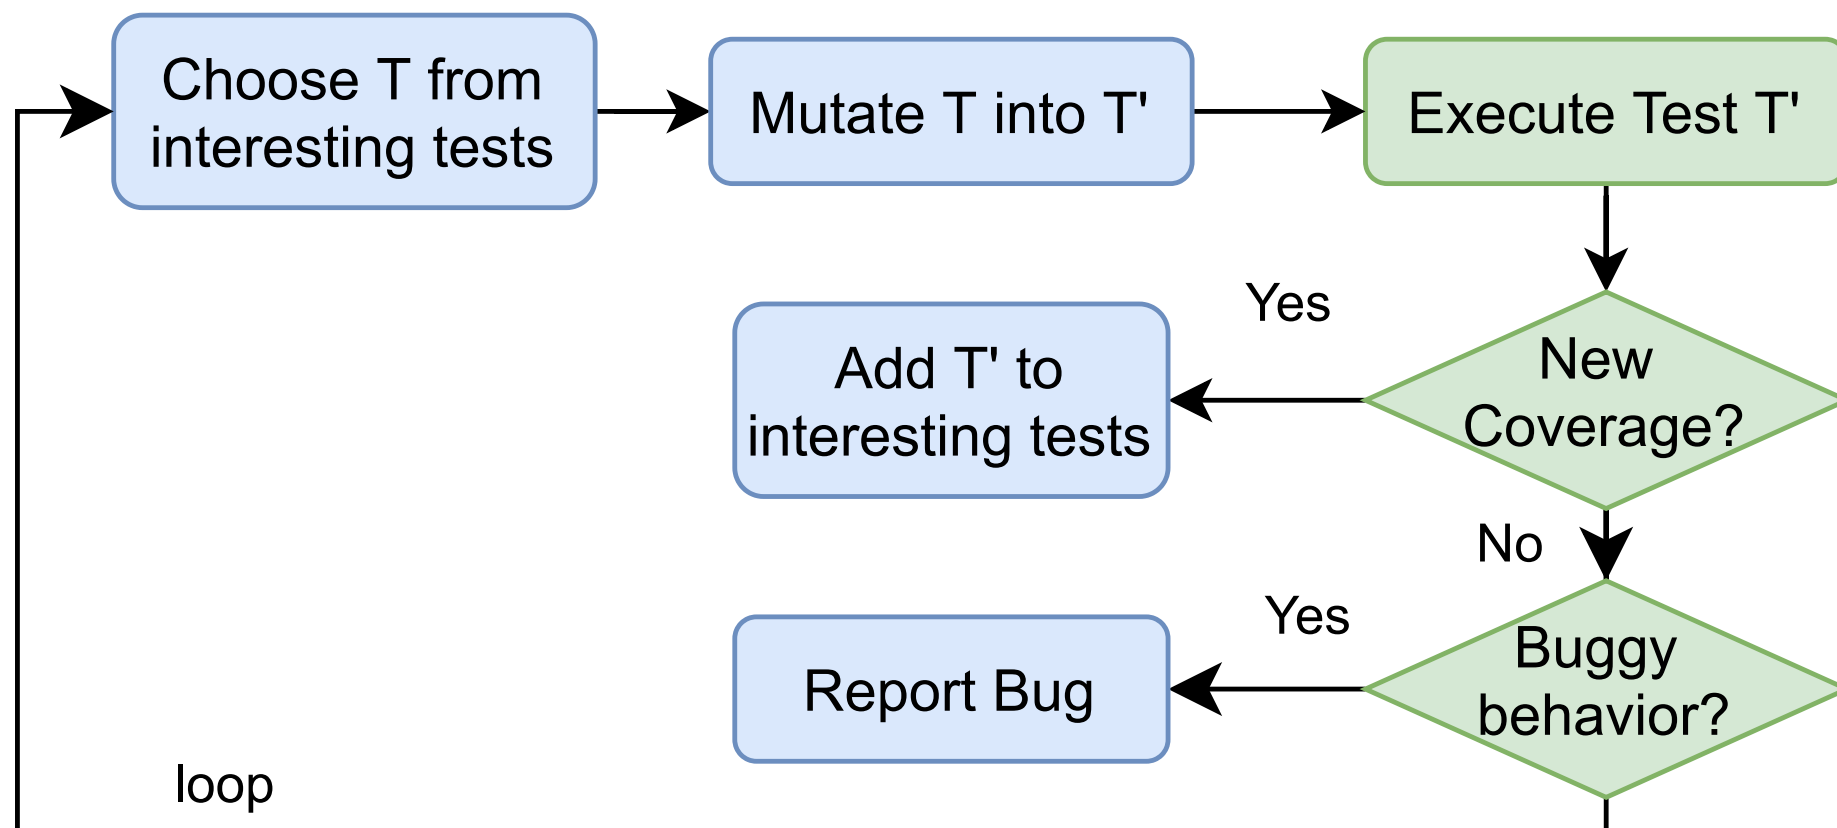 Choose T from
interesting tests
Mutate T into T'
Execute Test T'
Yes
New
Coverage?
Add T' to
interesting tests
No
Yes
Buggy
behavior?
Report Bug
loop